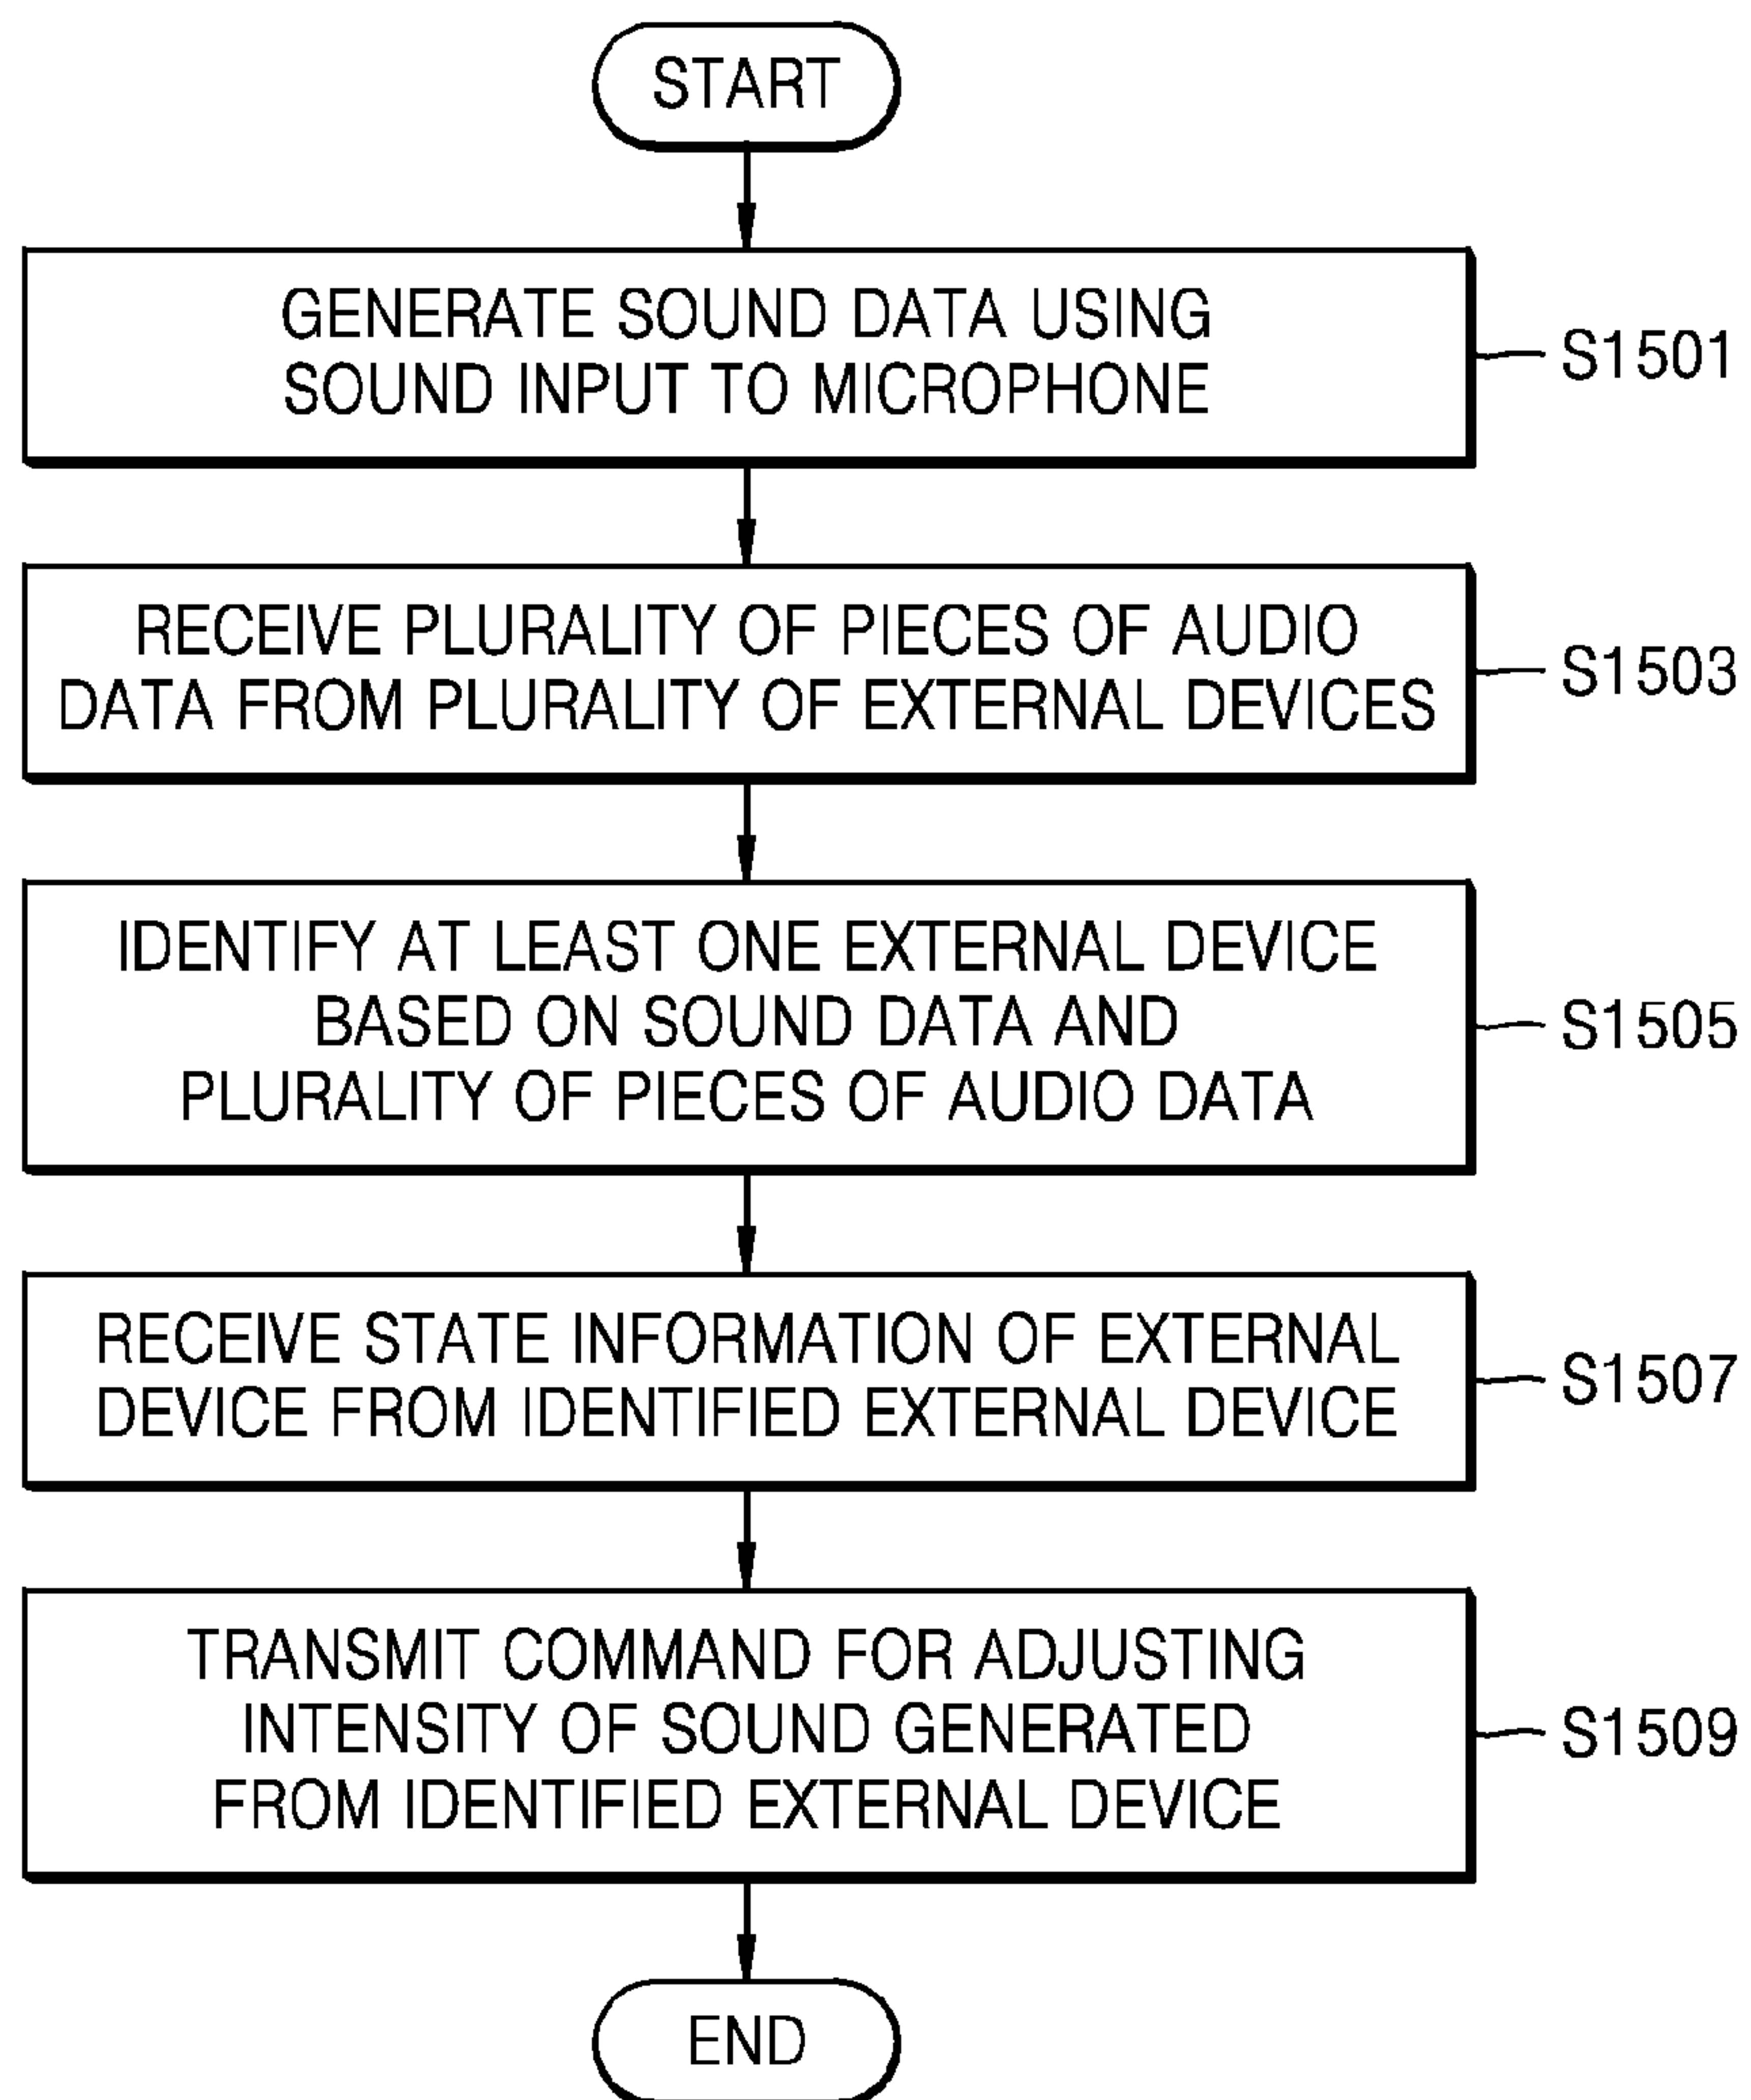 START
GENERATE SOUND DATA USING
SOUND INPUT TO MICROPHONE
S1501
RECEIVE PLURALITY OF PIECES OF AUDIO
DATA FROM PLURALITY OF EXTERNAL DEVICES
S1503
IDENTIFY AT LEAST ONE EXTERNAL DEVICE
BASED ON SOUND DATA AND
PLURALITY OF PIECES OF AUDIO DATA
S1505
RECEIVE STATE INFORMATION OF EXTERNAL
DEVICE FROM IDENTIFIED EXTERNAL DEVICE
S1507
TRANSMIT COMMAND FOR ADJUSTING
INTENSITY OF SOUND GENERATED
FROM IDENTIFIED EXTERNAL DEVICE
S1509
END